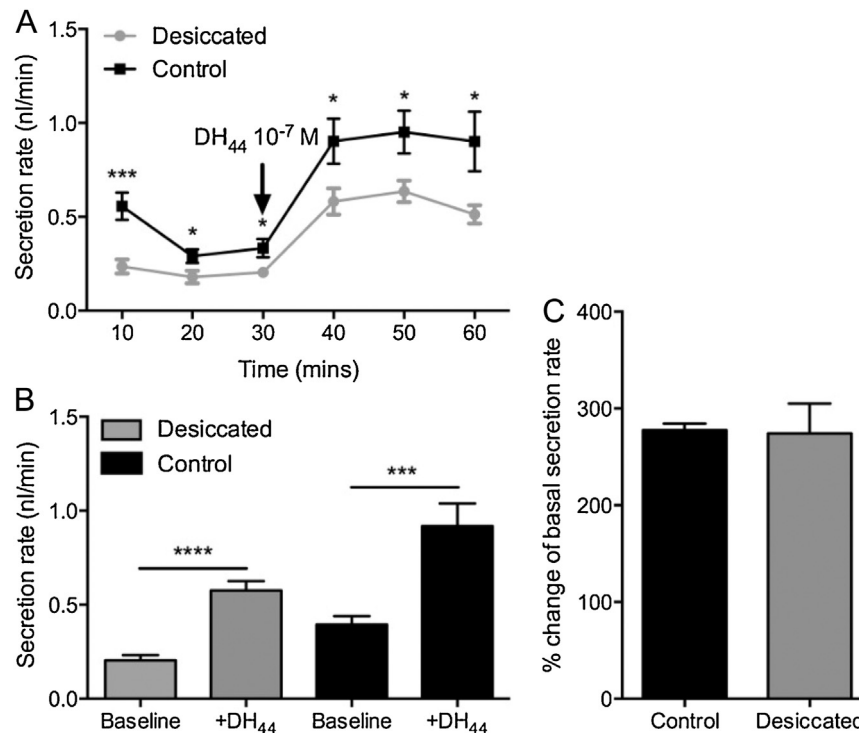 A
1.5
Desiccated
Control
1.0
DH44 10-7 M
***
*
*
*
*
*
0.5
0.0
10 20 30 40 50 60
Time (mins)
Secretion rate (nl/min)
B
1.5
Desiccated
Control
1.0
***
****
0.5
0.0
Baseline +DH44 Baseline +DH44
Secretion rate (nl/min)
C
400
300
200
100
0
Control Desiccated
% change of basal secretion rate